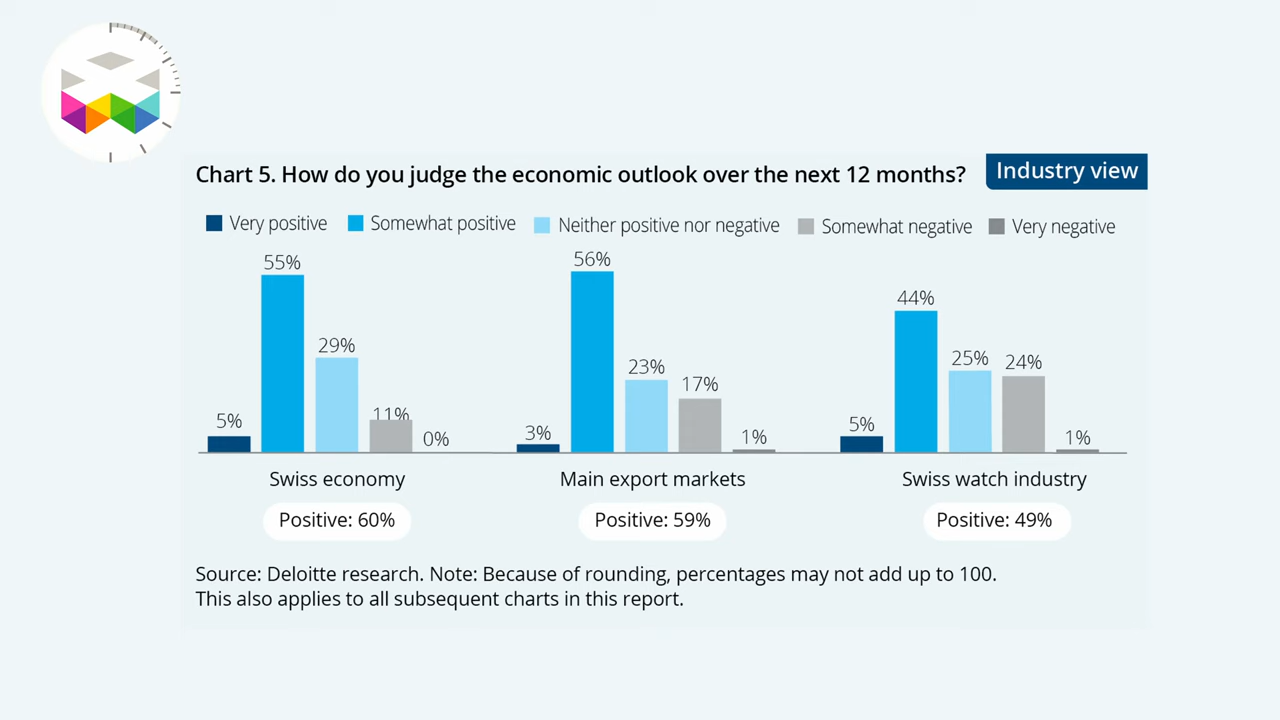 Chart 5. How do you judge the economic outlook over the next 12 months?
Industry view
Very positive
Somewhat positive
Neither positive nor negative
Somewhat negative
Very negative
5%
55%
29%
11%
0%
3%
56%
23%
17%
1%
5%
44%
25%
24%
1%
Swiss economy
Main export markets
Swiss watch industry
Positive: 60%
Positive: 59%
Positive: 49%
Source: Deloitte research. Note: Because of rounding, percentages may not add up to 100.
This also applies to all subsequent charts in this report.